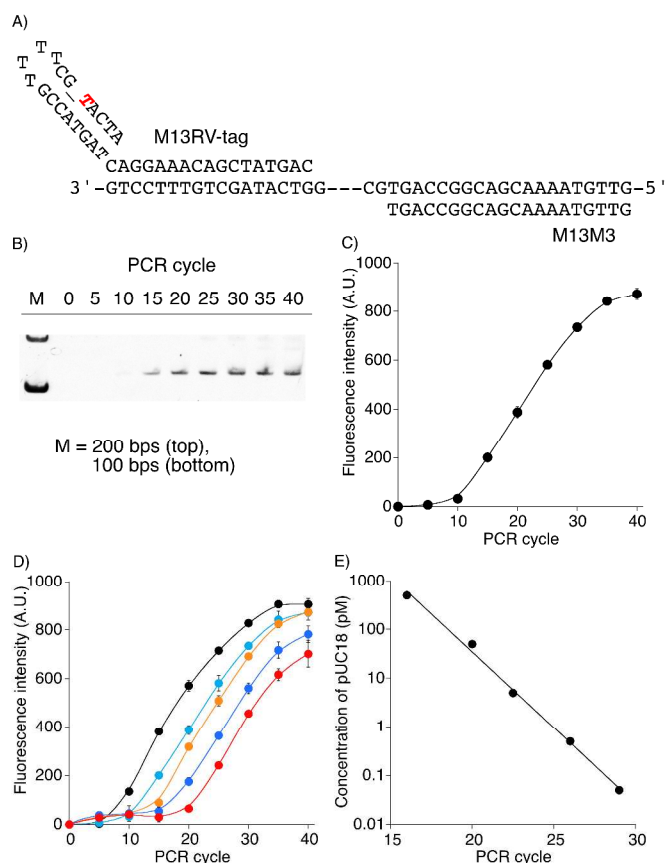 A)
T T
T
T
CG_TACTA
GCCATGAT
M13RV-tag
CAGGAAACAGCTATGAC
3'-GTCCTTTGTCGATACTGG---CGTGACCGGCAGCAAAATGTTG-5'
TGACCGGCAGCAAAATGTTG
M13M3
B)
PCR cycle
M 0 5 10 15 20 25 30 35 40
M = 200 bps (top),
100 bps (bottom)
C)
Fluorescence intensity (A.U.)
1000
800
600
400
200
0
0 10 20 30 40
PCR cycle
D)
Fluorescence intensity (A.U.)
1000
800
600
400
200
0
0 10 20 30 40
PCR cycle
E)
Concentration of pUC18 (pM)
1000
100
10
1
0.1
0.01
15 20 25 30
PCR cycle